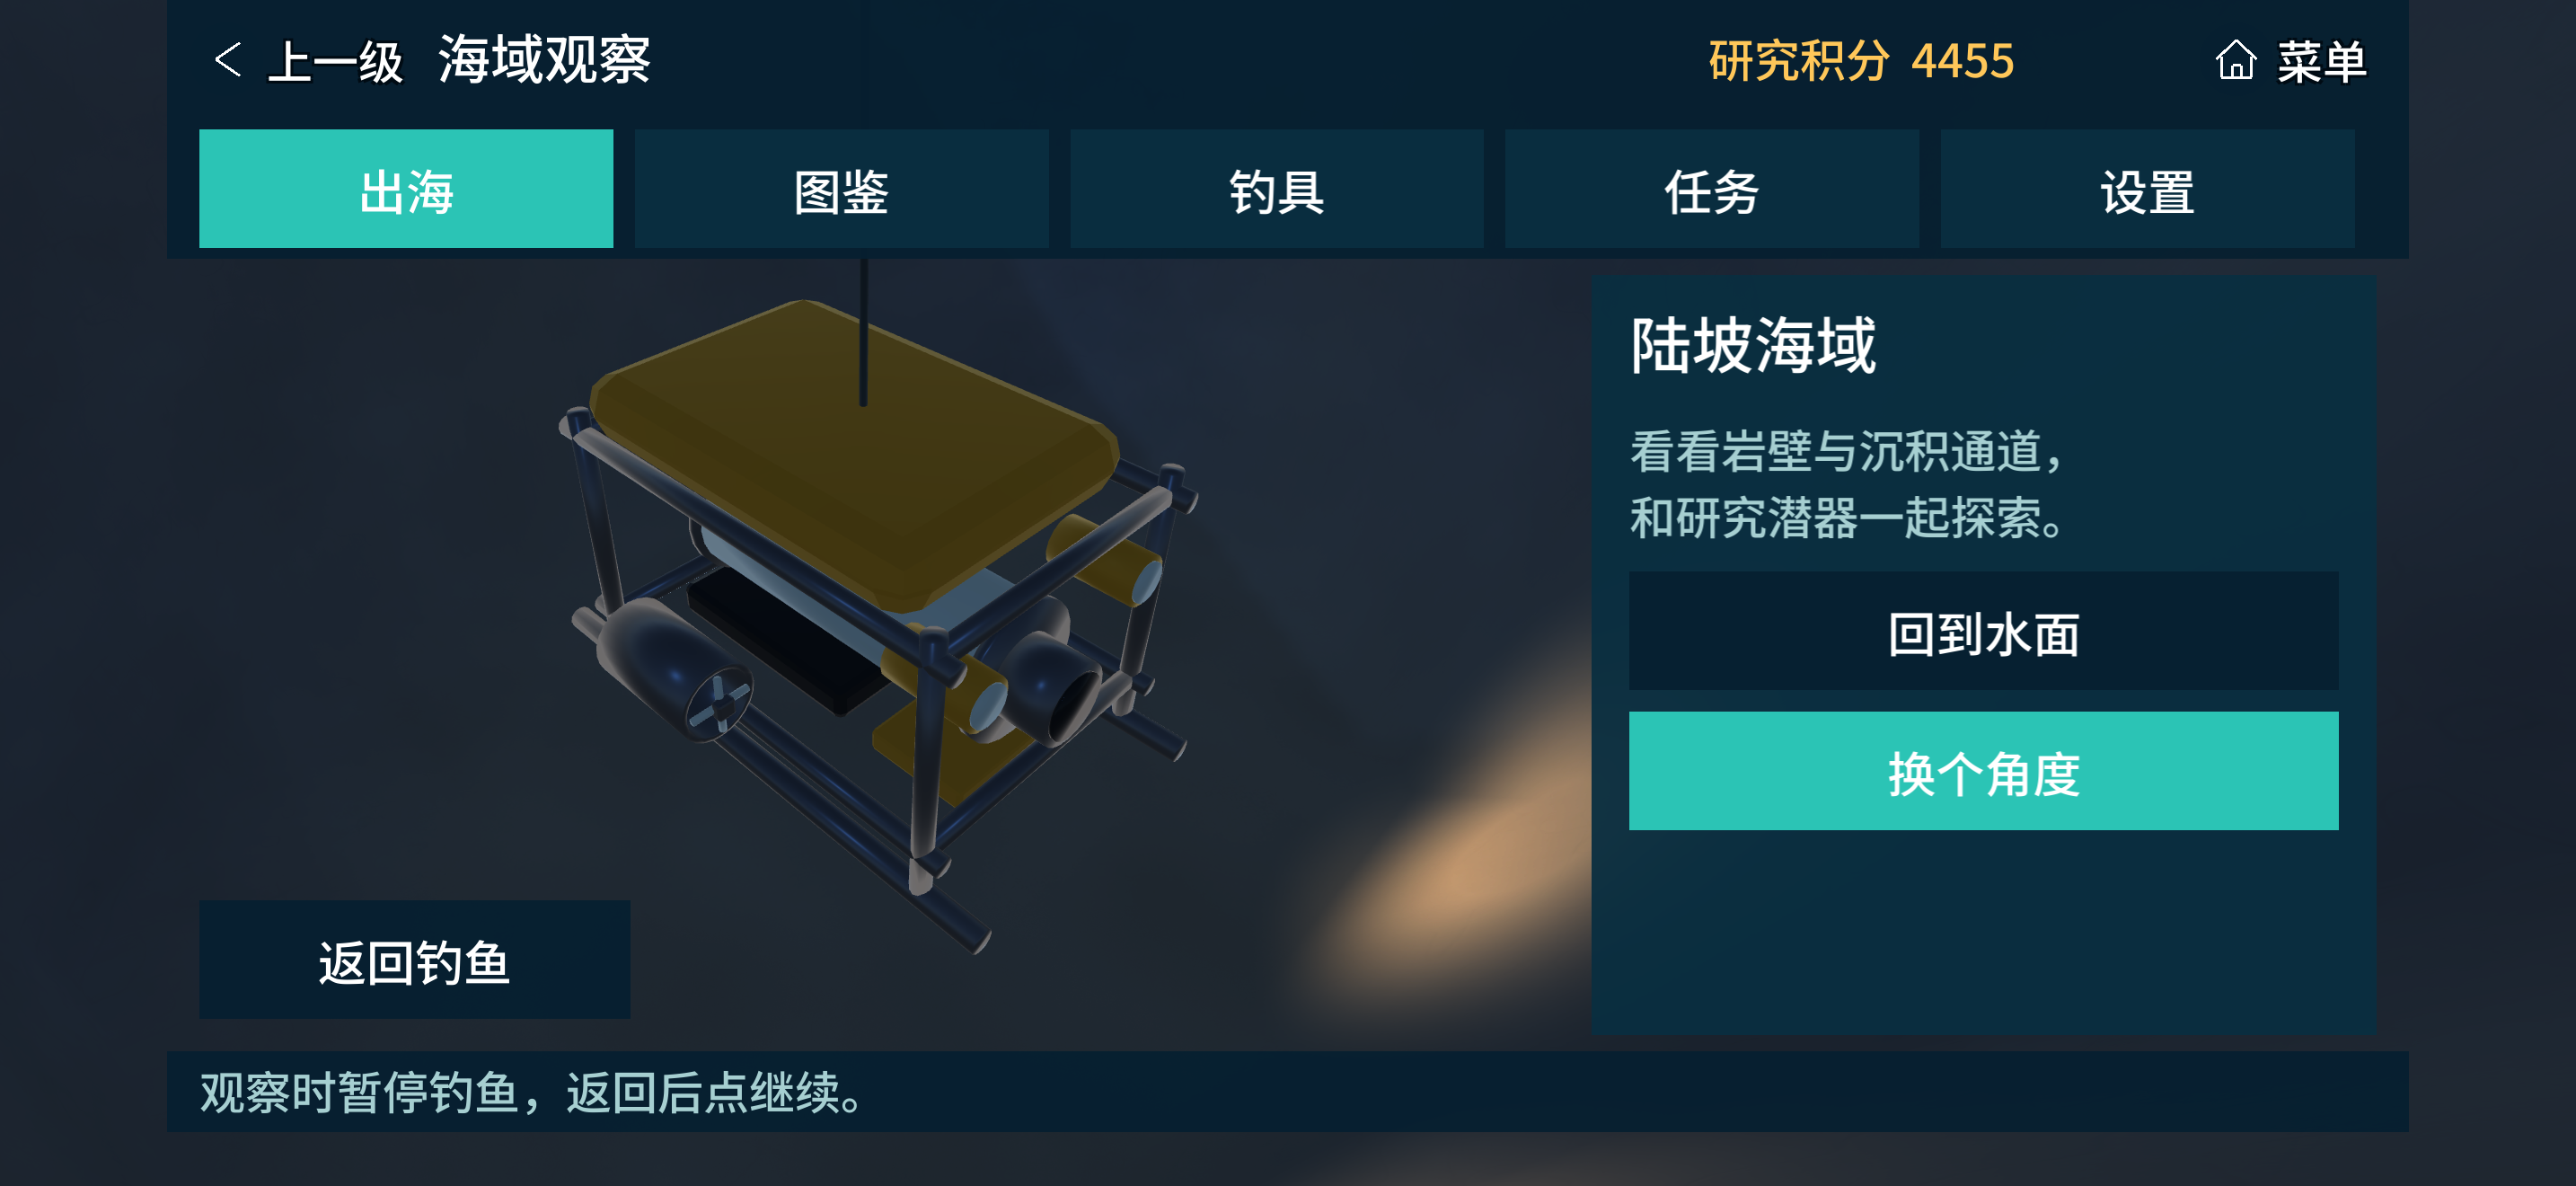 上一级 海域观察 研究积分 4455 菜单
出海 图鉴 钓具 任务 设置
陆坡海域
看看岩壁与沉积通道，
和研究潜器一起探索。
回到水面
换个角度
返回钓鱼
观察时暂停钓鱼，返回后点继续。